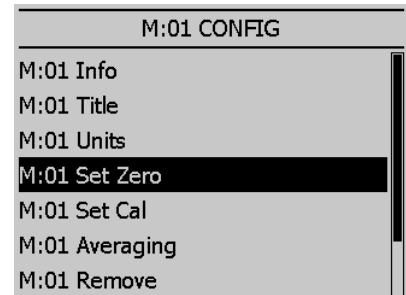 M:01 CONFIG
M:01 Info
M:01 Title
M:01 Units
M:01 Set Zero
M:01 Set Cal
M:01 Averaging
M:01 Remove